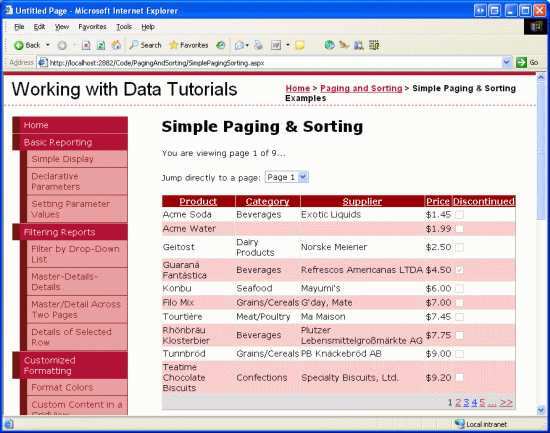 Untitled Page - Microsoft Internet Explorer
File Edit View Favorites Tools Help
Back Search Favorites
Address http://localhost:2882/Code/PagingAndSorting/SimplePagingSorting.aspx Go
Working with Data Tutorials
Home > Paging and Sorting > Simple Paging & Sorting
Examples
Home
Basic Reporting
Simple Display
Declarative
Parameters
Setting Parameter
Values
Filtering Reports
Filter by Drop-Down
List
Master-Details-
Details
Master/Detail Across
Two Pages
Details of Selected
Row
Customized
Formatting
Format Colors
Custom Content in a
GridView
Simple Paging & Sorting
You are viewing page 1 of 9...
Jump directly to a page: Page 1
Product Category Supplier Price Discontinued
Acme Soda Beverages Exotic Liquids $1.45
Acme Water $1.99
Geitost Dairy Products Norske Meierier $2.50
Guaraná Fantástica Beverages Refrescos Americanas LTDA $4.50
Konbu Seafood Mayumi's $6.00
Filo Mix Grains/Cereals G'day, Mate $7.00
Tourtière Meat/Poultry Ma Maison $7.45
Rhönbräu Klosterbier Beverages Plutzer Lebensmittelgroßmärkte AG $7.75
Tunnbröd Grains/Cereals PB Knäckebröd AB $9.00
Teatime Chocolate Biscuits Confections Specialty Biscuits, Ltd. $9.20
1 2 3 4 5 ... >>
Local intranet